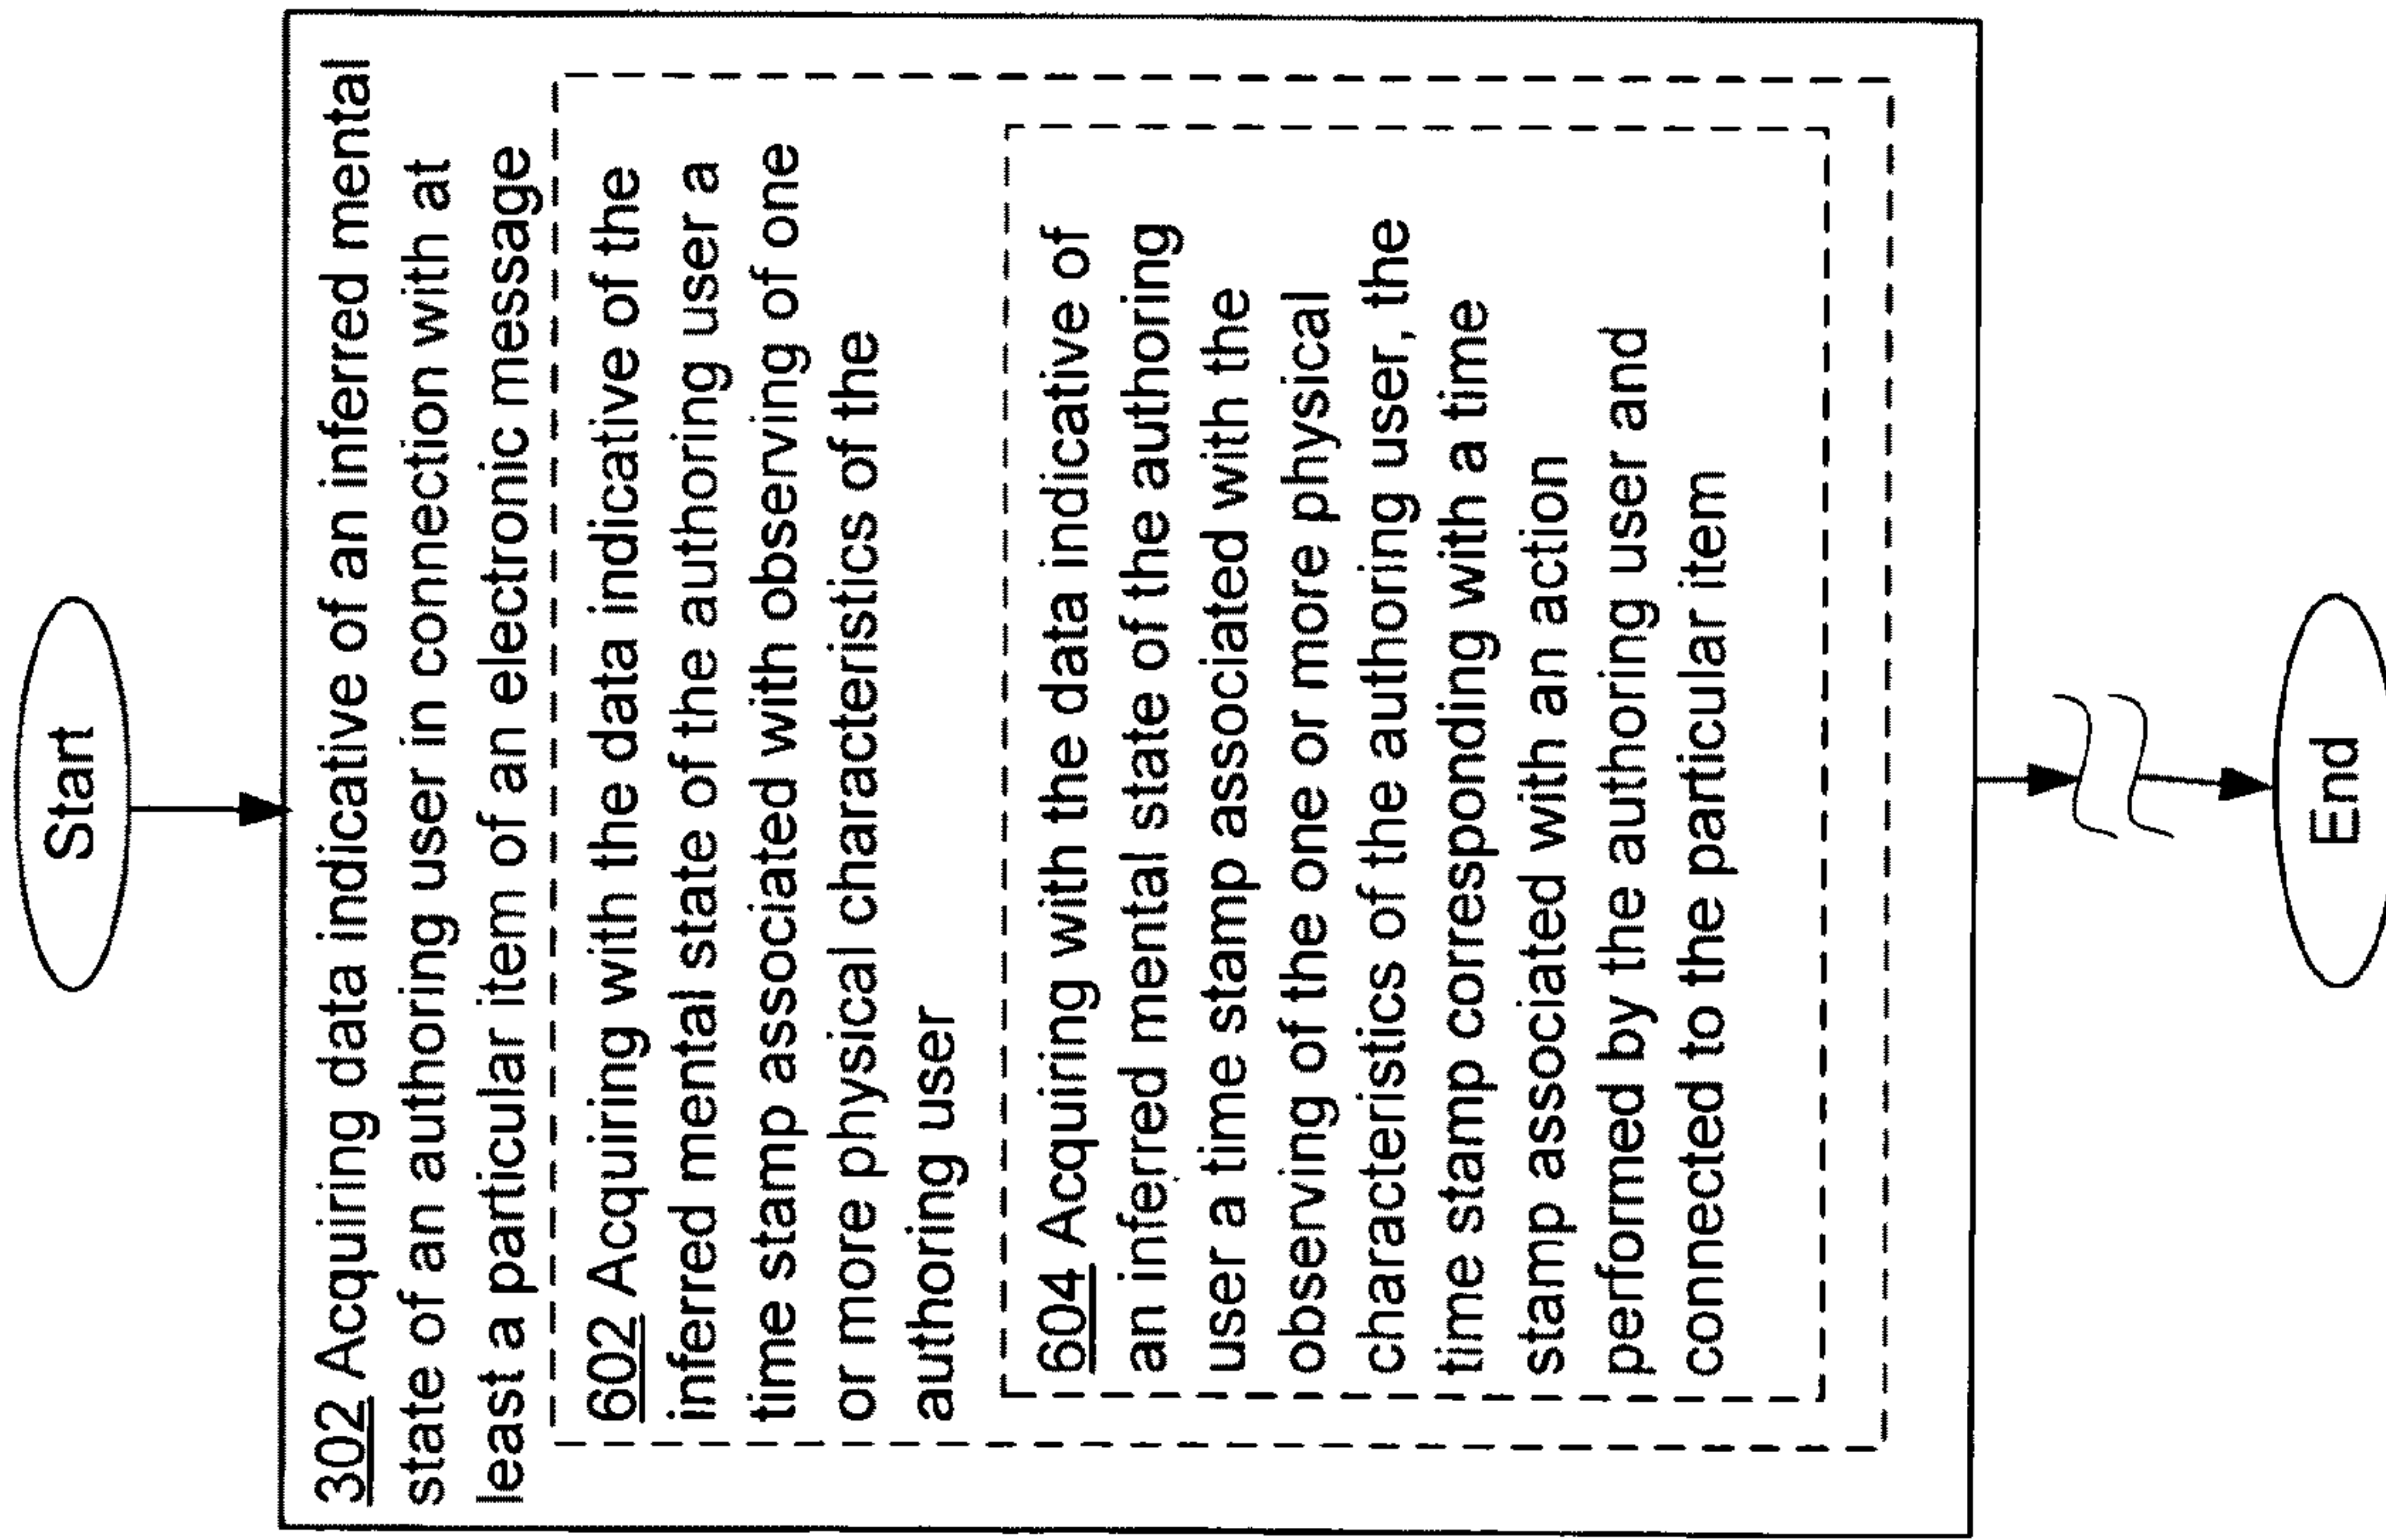 Start
302 Acquiring data indicative of an inferred mental
state of an authoring user in connection with at
least a particular item of an electronic message
602 Acquiring with the data indicative of the
inferred mental state of the authoring user a
time stamp associated with observing of one
or more physical characteristics of the
authoring user
604 Acquiring with the data indicative of
an inferred mental state of the authoring
user a time stamp associated with the
observing of the one or more physical
characteristics of the authoring user, the
time stamp corresponding with a time
stamp associated with an action
performed by the authoring user and
connected to the particular item
End